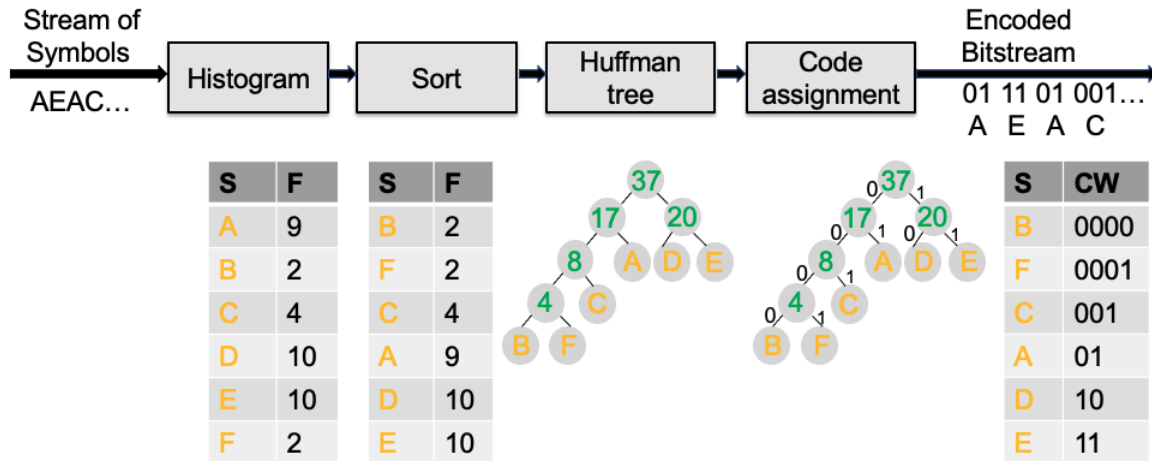 Stream of
Symbols
AEAC...
Histogram
Sort
Huffman
tree
Code
assignment
Encoded
Bitstream
01 11 01 001...
A E A C
S F
A 9
B 2
C 4
D 10
E 10
F 2
S F
B 2
F 2
C 4
A 9
D 10
E 10
37
17 20
8 A D E
4 C
B F
0 37 1
0 17 1 0 20 1
0 8 1 A D E
0 4 1 C
B F
S CW
B 0000
F 0001
C 001
A 01
D 10
E 11